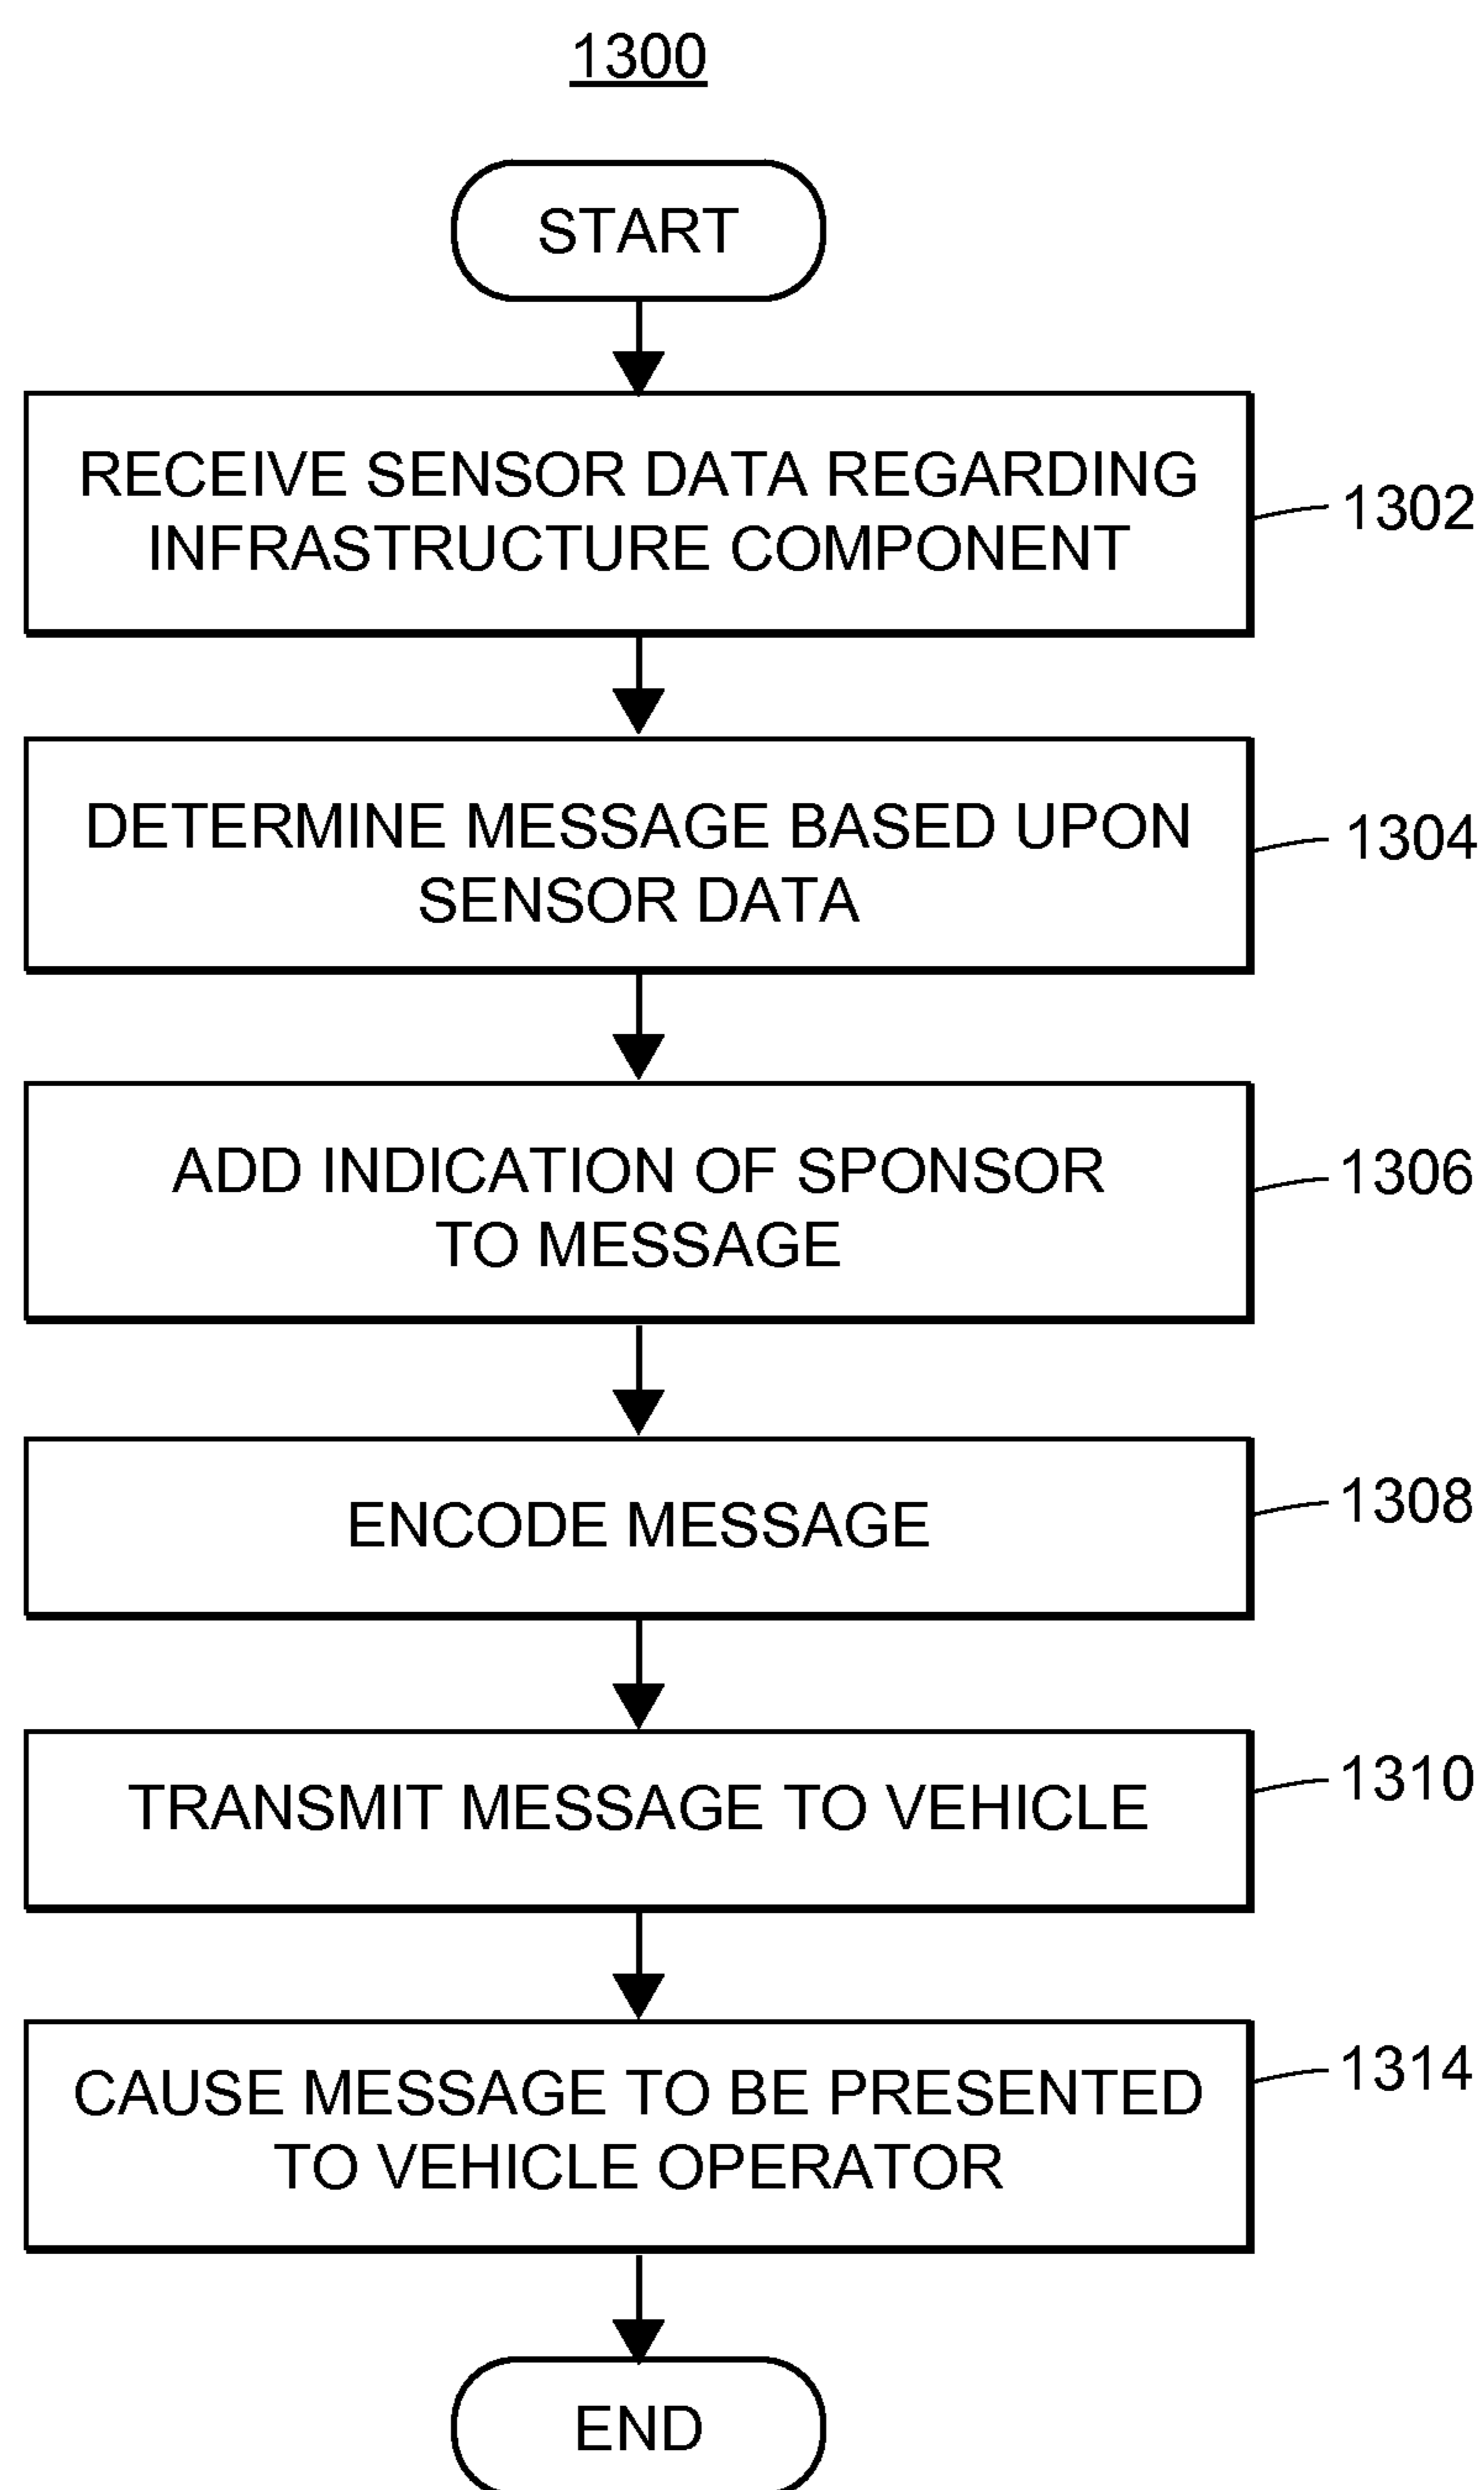 1300
START
RECEIVE SENSOR DATA REGARDING
INFRASTRUCTURE COMPONENT
1302
DETERMINE MESSAGE BASED UPON
SENSOR DATA
1304
ADD INDICATION OF SPONSOR
TO MESSAGE
1306
ENCODE MESSAGE
1308
TRANSMIT MESSAGE TO VEHICLE
1310
CAUSE MESSAGE TO BE PRESENTED
TO VEHICLE OPERATOR
1314
END